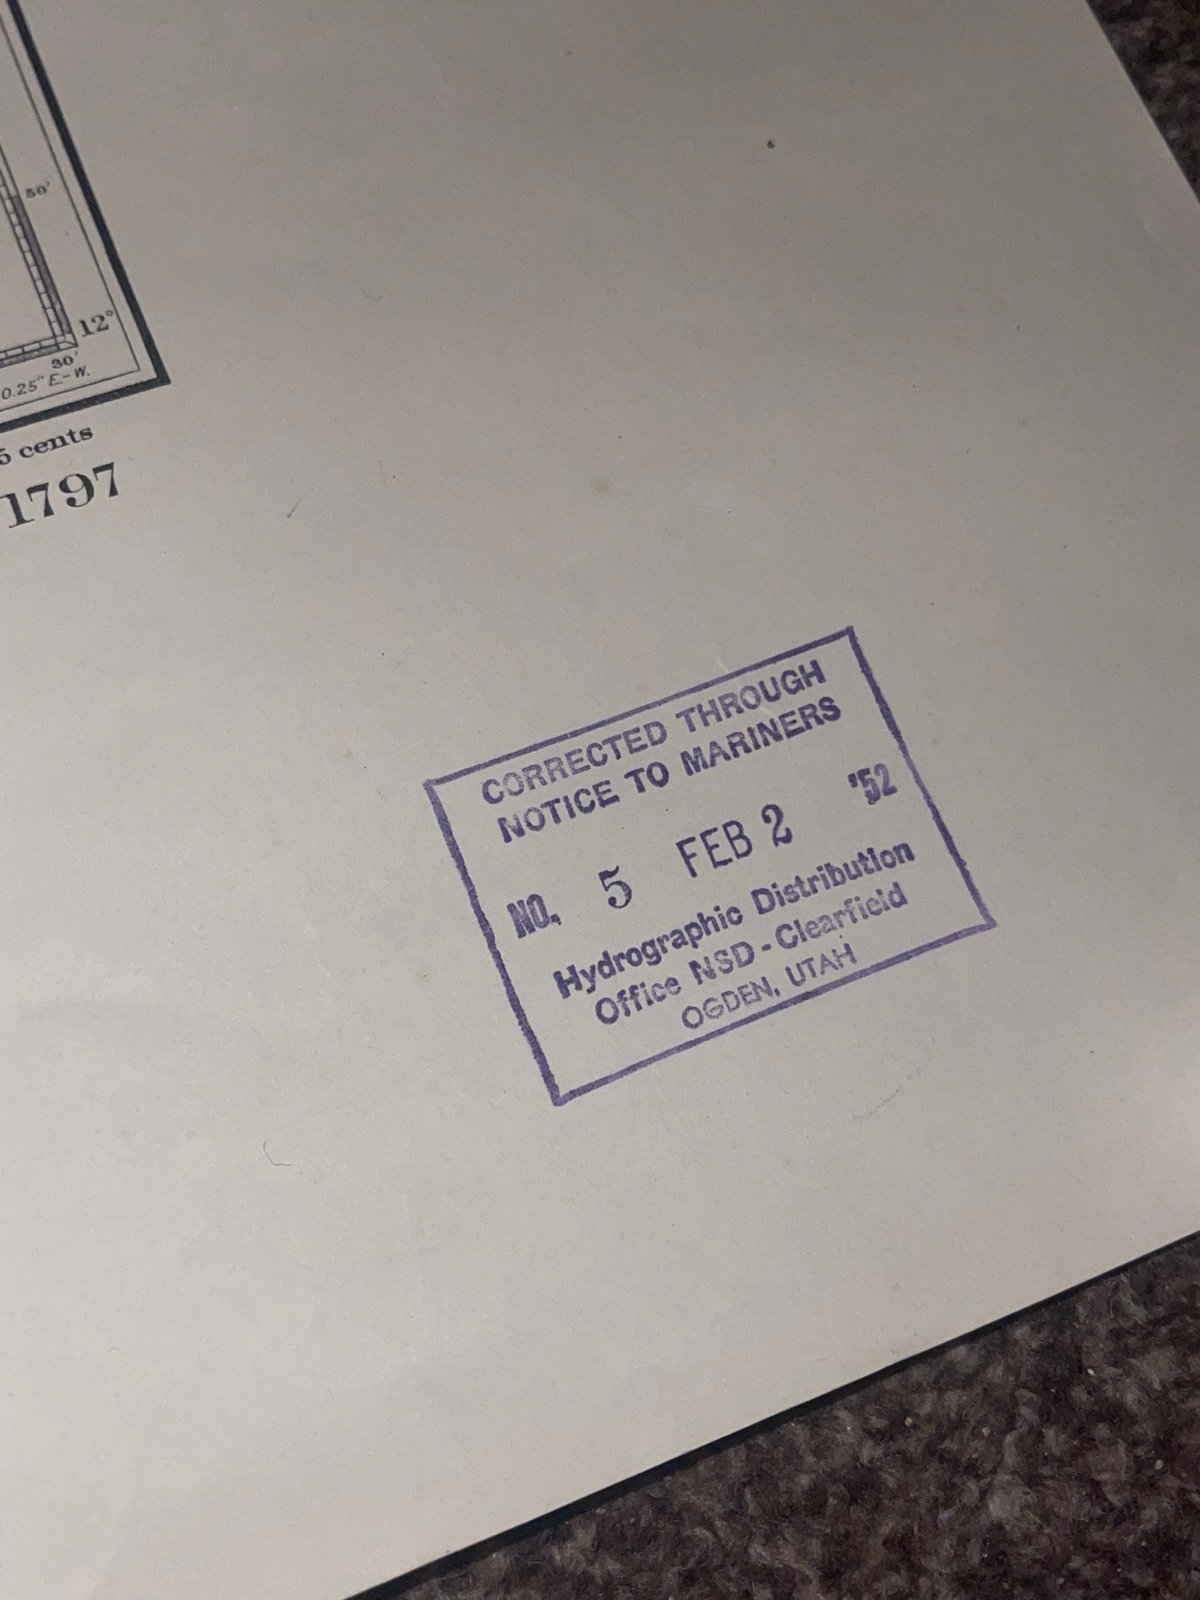 50'
12°
30'
0.25" E.-W.
5 cents
1797
CORRECTED THROUGH
NOTICE TO MARINERS
NO. 5 FEB 2 '52
Hydrographic Distribution
Office NSD - Clearfield
OGDEN, UTAH